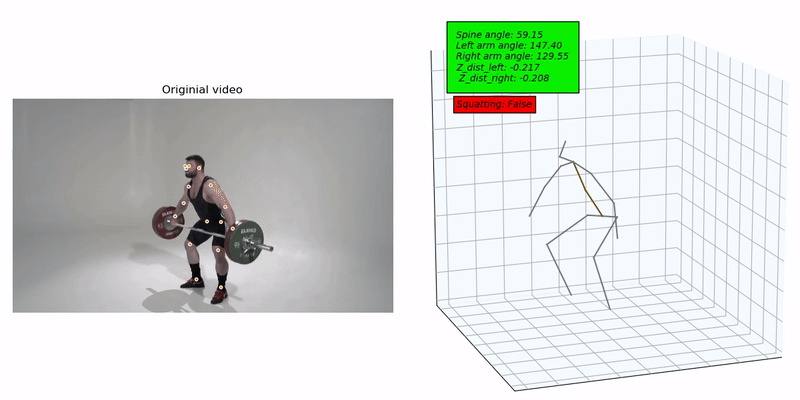 Originial video
Spine angle: 59.15
Left arm angle: 147.40
Right arm angle: 129.55
Z_dist_left: -0.217
Z_dist_right: -0.208
Squatting: False